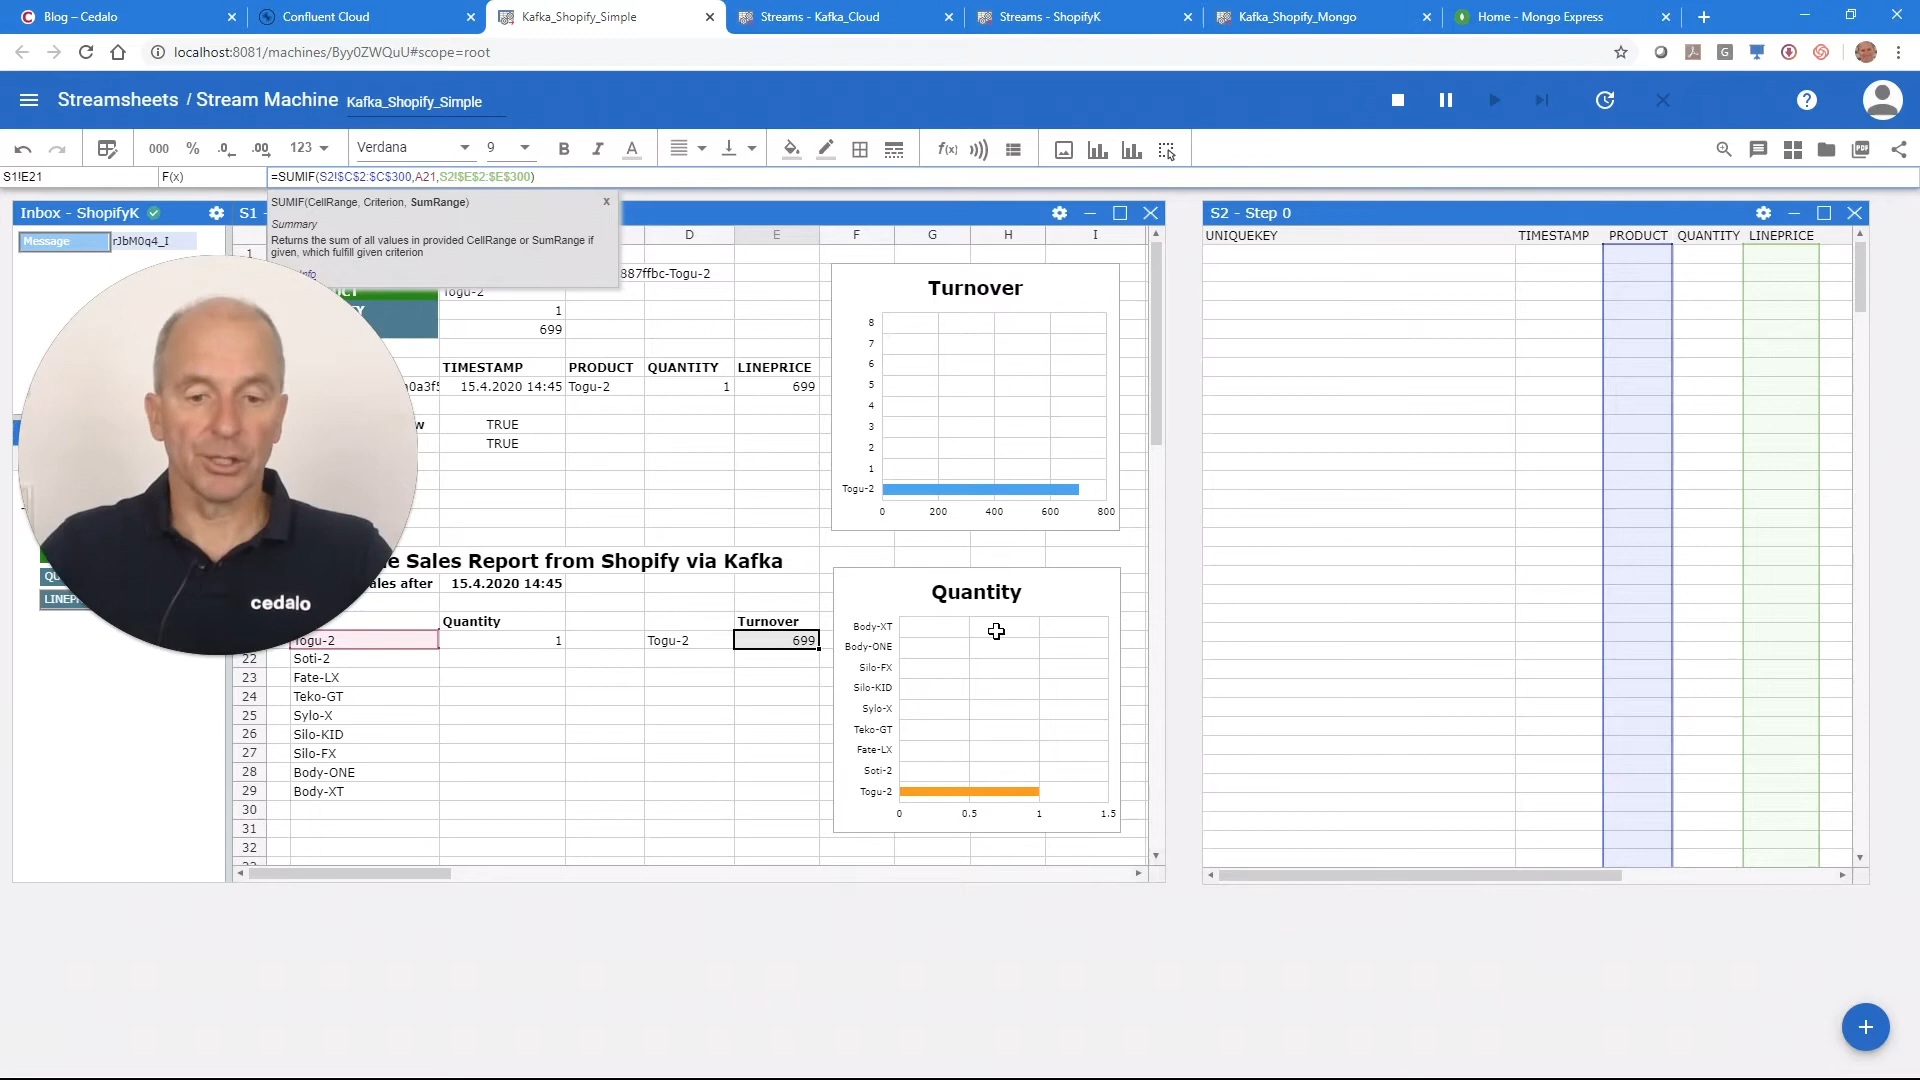 Blog – Cedalo
Confluent Cloud
Kafka_Shopify_Simple
Streams - Kafka_Cloud
Streams - ShopifyK
Kafka_Shopify_Mongo
Home - Mongo Express
localhost:8081/machines/Byy0ZWQuU#scope=root
Streamsheets / Stream Machine Kafka_Shopify_Simple
000 % .0 .00 123 Verdana 9 B I A f(x) PDF
S1!E21 F(x) =SUMIF(S2!$C$2:$C$300,A21,S2!$E$2:$E$300)
SUMIF(CellRange, Criterion, SumRange) x
Summary
Returns the sum of all values in provided CellRange or SumRange if
given, which fulfill given criterion
Inbox - ShopifyK
Message rJbM0q4_I
S1 -
D E F G H I
887ffbc-Togu-2
Togu-2
1
699
TIMESTAMP PRODUCT QUANTITY LINEPRICE
15.4.2020 14:45 Togu-2 1 699
TRUE
TRUE
Sales Report from Shopify via Kafka
after 15.4.2020 14:45
Quantity Turnover
Togu-2 1 Togu-2 699
22 Soti-2
23 Fate-LX
24 Teko-GT
25 Sylo-X
26 Silo-KID
27 Silo-FX
28 Body-ONE
29 Body-XT
30
31
32
cedalo
Turnover
8
7
6
5
4
3
2
1
Togu-2
0 200 400 600 800
Quantity
Body-XT
Body-ONE
Silo-FX
Silo-KID
Sylo-X
Teko-GT
Fate-LX
Soti-2
Togu-2
0 0.5 1 1.5
S2 - Step 0
UNIQUEKEY TIMESTAMP PRODUCT QUANTITY LINEPRICE